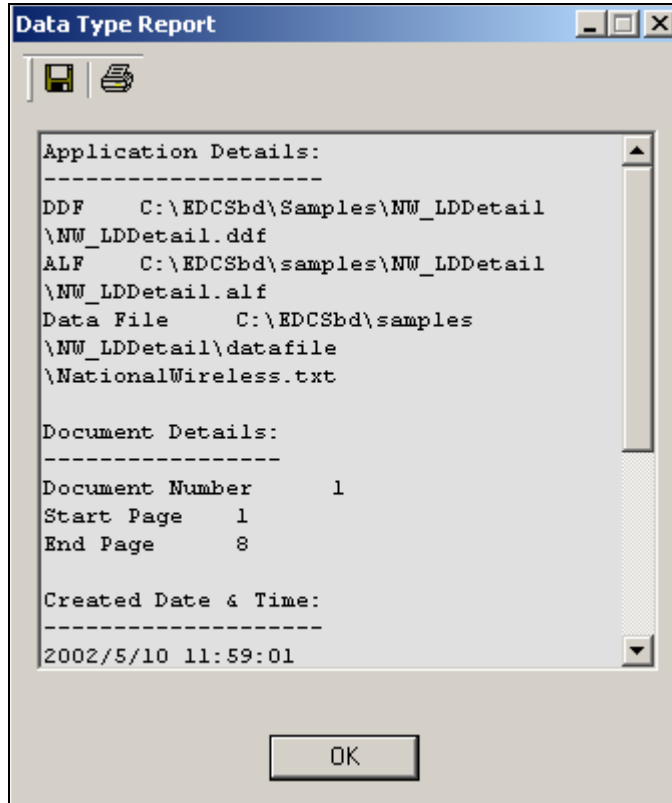 Data Type Report
Application Details:
--------------------
DDF    C:\EDCSbd\Samples\NW_LDDetail
\NW_LDDetail.ddf
ALF    C:\EDCSbd\samples\NW_LDDetail
\NW_LDDetail.alf
Data File     C:\EDCSbd\samples
\NW_LDDetail\datafile
\NationalWireless.txt
Document Details:
-----------------
Document Number      1
Start Page    1
End Page      8
Created Date & Time:
--------------------
2002/5/10 11:59:01
OK